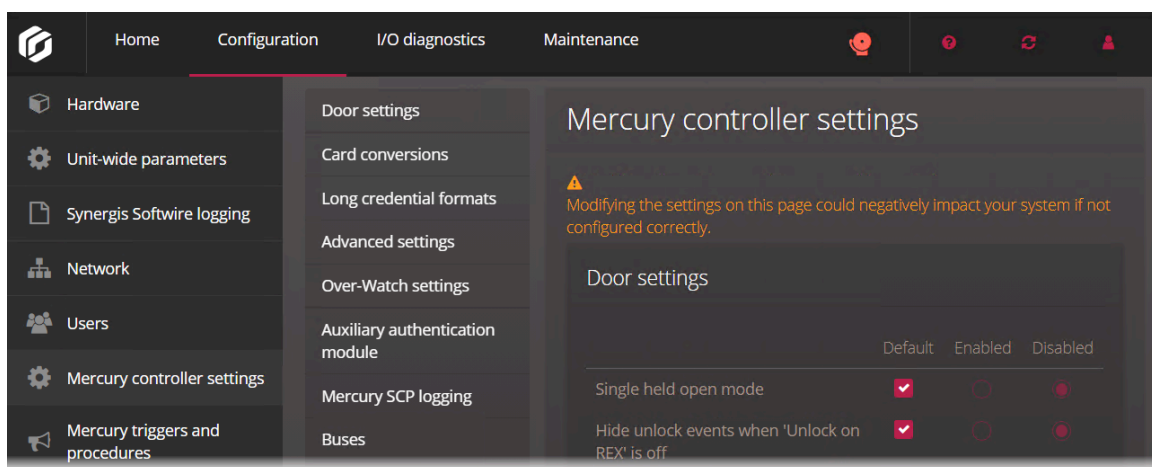 Home
Configuration
I/O diagnostics
Maintenance
Hardware
Unit-wide parameters
Synergis Softwire logging
Network
Users
Mercury controller settings
Mercury triggers and
procedures
Door settings
Card conversions
Long credential formats
Advanced settings
Over-Watch settings
Auxiliary authentication
module
Mercury SCP logging
Buses
Mercury controller settings
Modifying the settings on this page could negatively impact your system if not
configured correctly.
Door settings
Default Enabled Disabled
Single held open mode
Hide unlock events when 'Unlock on
REX' is off